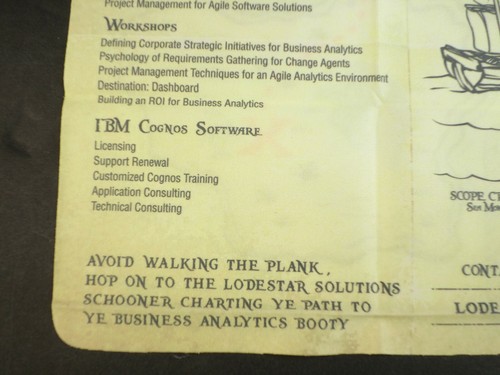 Project Management for Agile Software Solutions
WORKSHOPS
Defining Corporate Strategic Initiatives for Business Analytics
Psychology of Requirements Gathering for Change Agents
Project Management Techniques for an Agile Analytics Environment
Destination: Dashboard
Building an ROI for Business Analytics
IBM COGNOS SOFTWARE
Licensing
Support Renewal
Customized Cognos Training
Application Consulting
Technical Consulting
SCOPE,
AVOID WALKING THE PLANK,
HOP ON TO THE LODESTAR SOLUTIONS
SCHOONER CHARTING YE PATH TO
YE BUSINESS ANALYTICS BOOTY
CONT
LODE